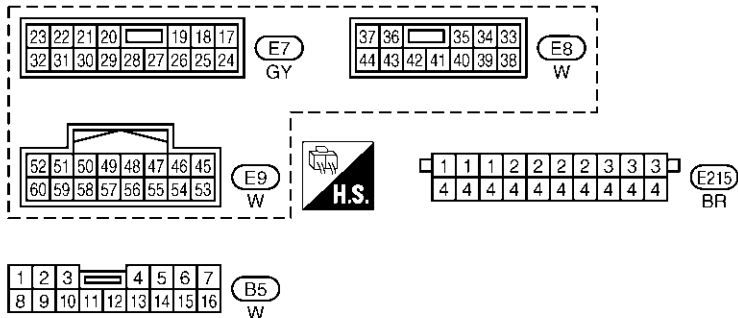 23 22 21 20 19 18 17
32 31 30 29 28 27 26 25 24
E7
GY
37 36 35 34 33
44 43 42 41 40 39 38
E8
W
52 51 50 49 48 47 46 45
60 59 58 57 56 55 54 53
E9
W
H.S.
1 1 1 2 2 2 2 3 3 3
4 4 4 4 4 4 4 4 4 4
E215
BR
1 2 3 4 5 6 7
8 9 10 11 12 13 14 15 16
B5
W